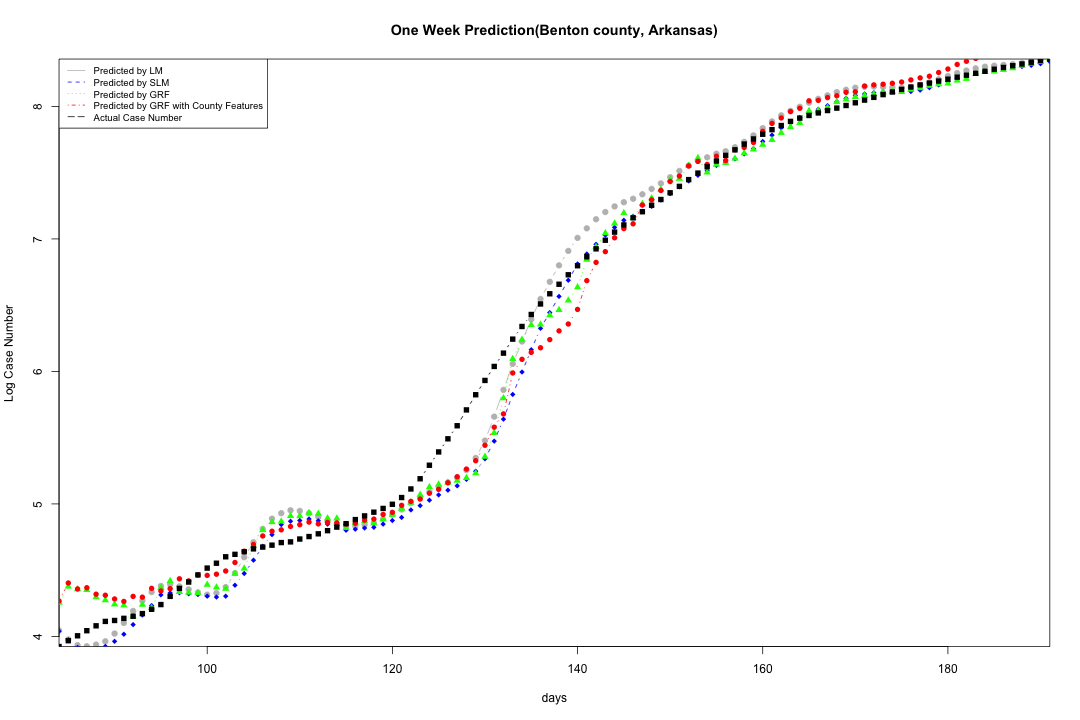 One Week Prediction(Benton county, Arkansas)
Predicted by LM
Predicted by SLM
Predicted by GRF
Predicted by GRF with County Features
Actual Case Number
8
7
6
5
4
Log Case Number
100 120 140 160 180
days